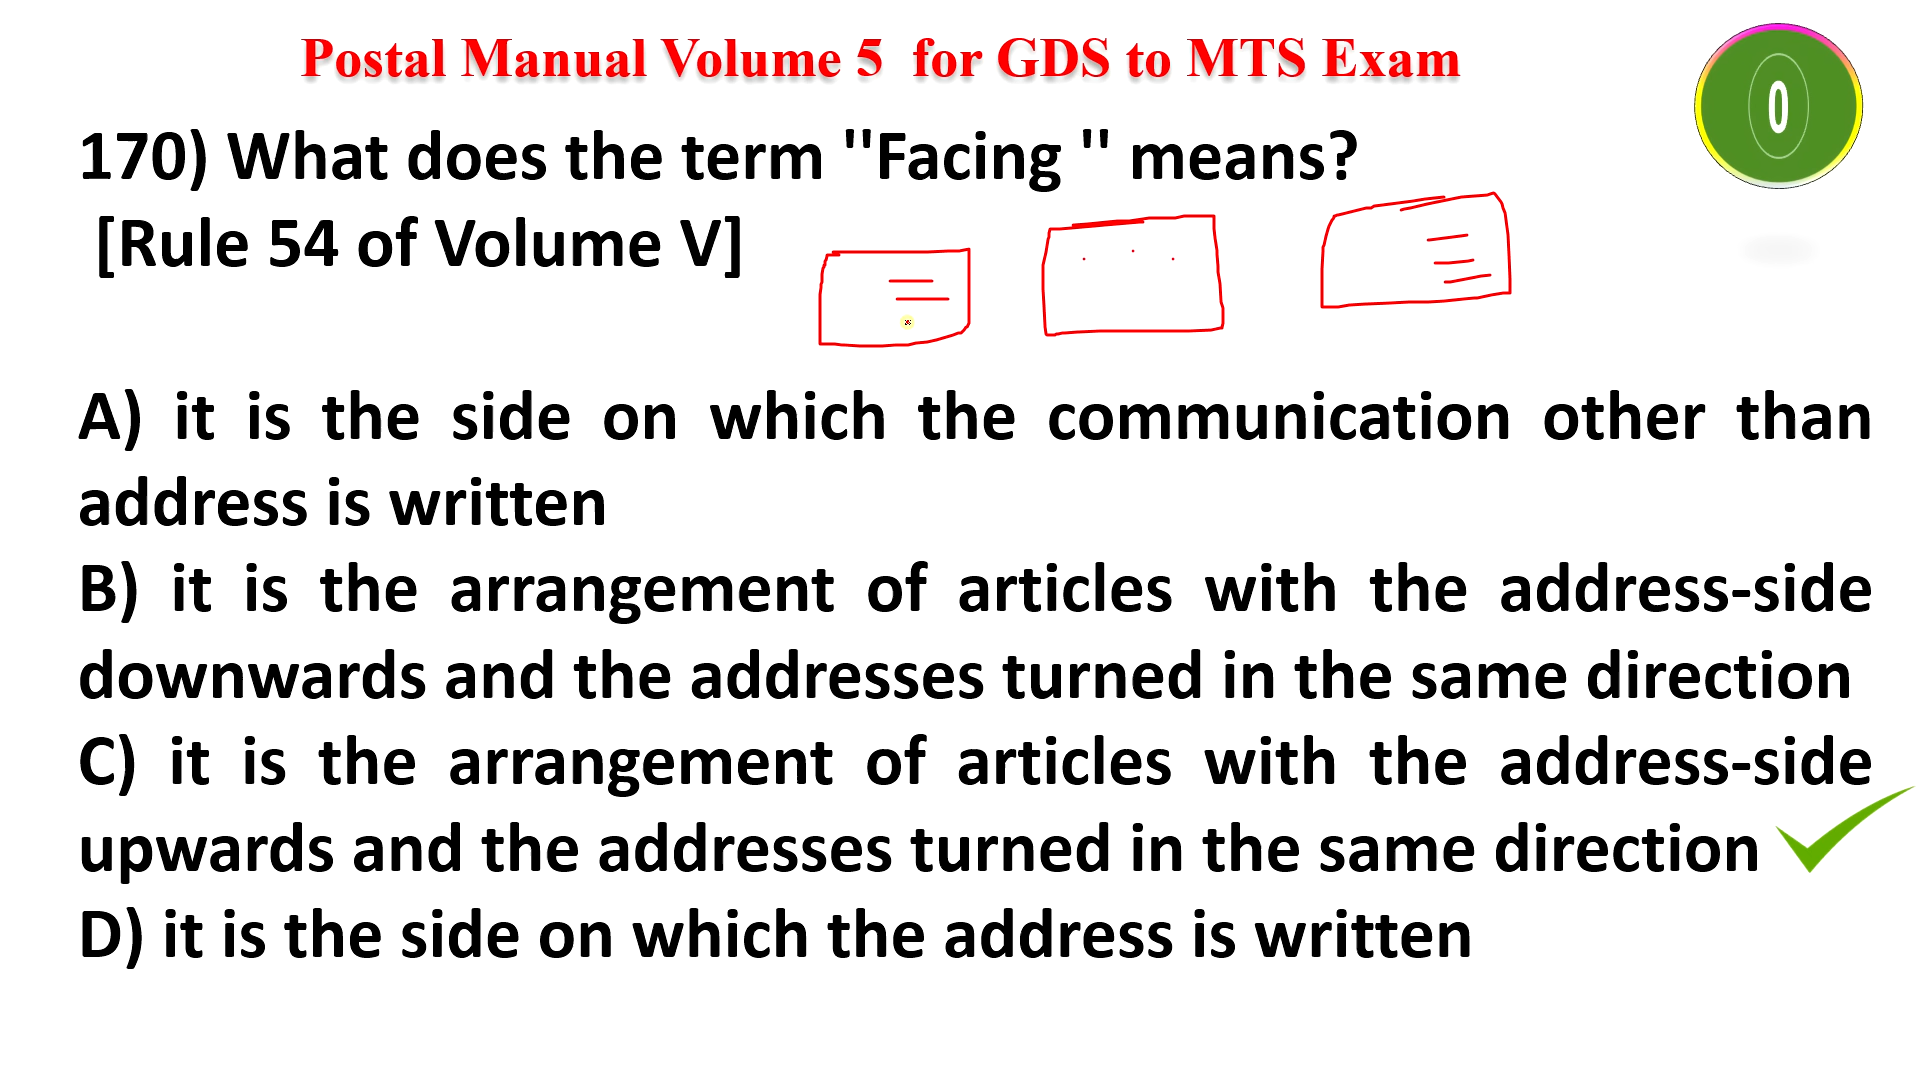 Postal Manual Volume 5 for GDS to MTS Exam
0
170) What does the term ''Facing '' means?
[Rule 54 of Volume V]
A) it is the side on which the communication other than
address is written
B) it is the arrangement of articles with the address-side
downwards and the addresses turned in the same direction
C) it is the arrangement of articles with the address-side
upwards and the addresses turned in the same direction
D) it is the side on which the address is written